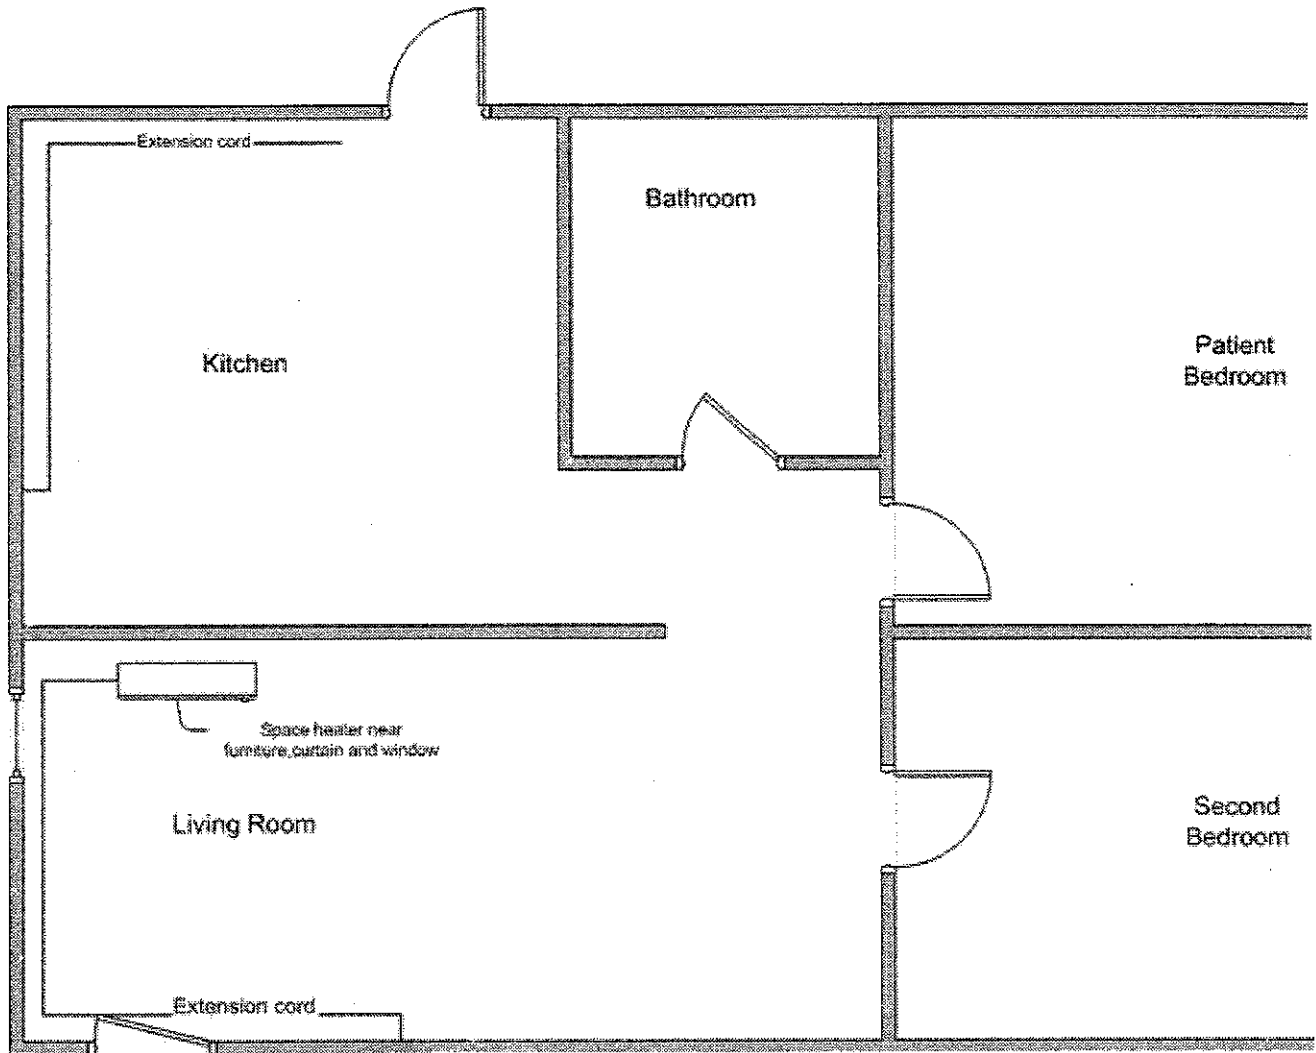 Extension cord
Bathroom
Kitchen
Patient
Bedroom
Space heater near
furniture,curtain and window
Living Room
Second
Bedroom
Extension cord